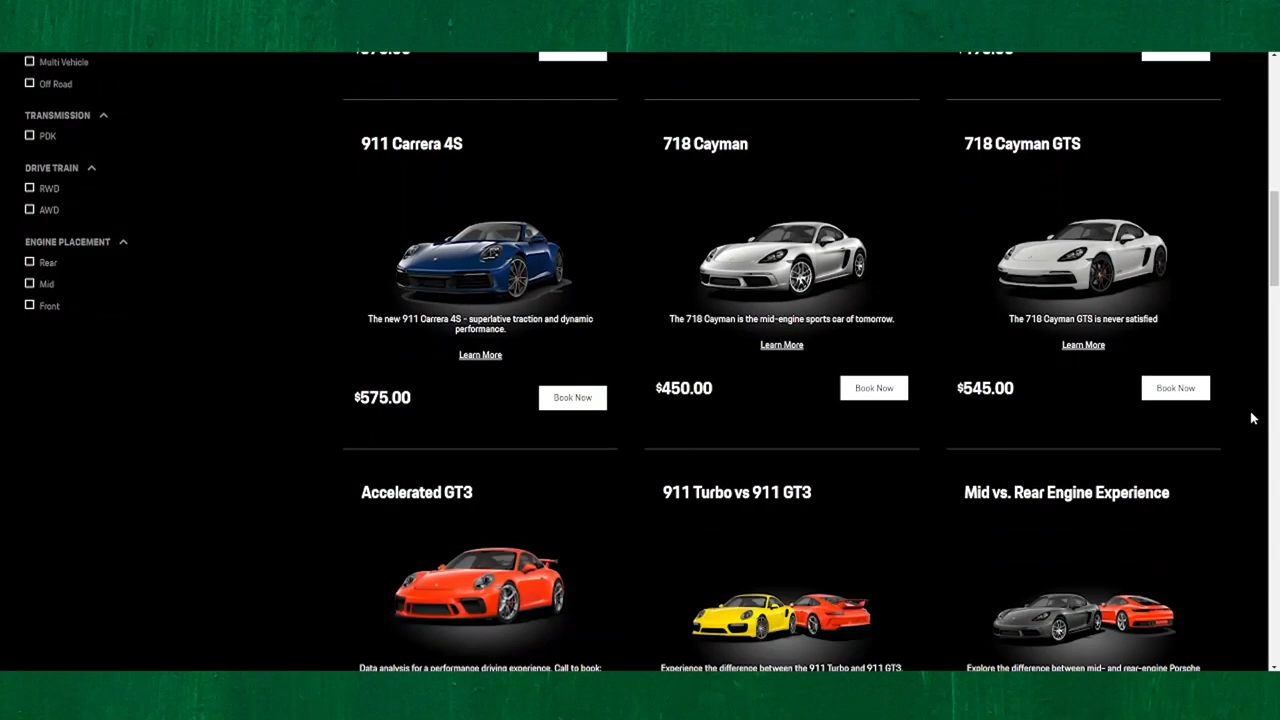 Multi Vehicle
Off Road
TRANSMISSION
PDK
DRIVE TRAIN
RWD
AWD
ENGINE PLACEMENT
Rear
Mid
Front
911 Carrera 4S
The new 911 Carrera 4S - superlative traction and dynamic
performance.
Learn More
$575.00
Book Now
718 Cayman
The 718 Cayman is the mid-engine sports car of tomorrow.
Learn More
$450.00
Book Now
718 Cayman GTS
The 718 Cayman GTS is never satisfied
Learn More
$545.00
Book Now
Accelerated GT3
Data analysis for a performance driving experience. Call to book:
911 Turbo vs 911 GT3
Experience the difference between the 911 Turbo and 911 GT3.
Mid vs. Rear Engine Experience
Explore the difference between mid- and rear-engine Porsche